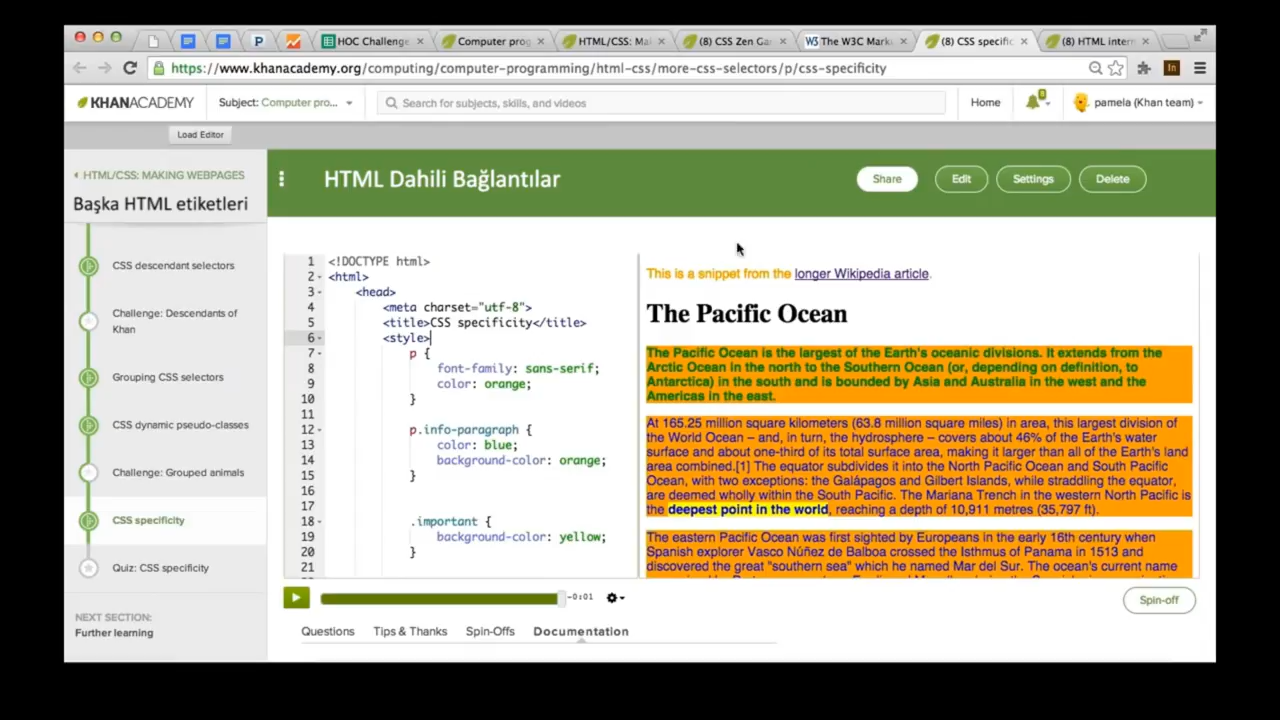 HOC Challenge
Computer prog
HTML/CSS: Ma
(8) CSS Zen Ga
W3 The W3C Mark
(8) CSS specific
(8) HTML intern
https://www.khanacademy.org/computing/computer-programming/html-css/more-css-selectors/p/css-specificity
KHANACADEMY
Subject: Computer pro...
Search for subjects, skills, and videos
Home
pamela (Khan team)
Load Editor
HTML/CSS: MAKING WEBPAGES
Başka HTML etiketleri
CSS descendant selectors
Challenge: Descendants of
Khan
Grouping CSS selectors
CSS dynamic pseudo-classes
Challenge: Grouped animals
CSS specificity
Quiz: CSS specificity
NEXT SECTION:
Further learning
HTML Dahili Bağlantılar
Share
Edit
Settings
Delete
1 <!DOCTYPE html>
2 <html>
3 <head>
4 <meta charset="utf-8">
5 <title>CSS specificity</title>
6 <style>
7 p {
8 font-family: sans-serif;
9 color: orange;
10 }
11
12 p.info-paragraph {
13 color: blue;
14 background-color: orange;
15 }
16
17
18 .important {
19 background-color: yellow;
20 }
21
This is a snippet from the longer Wikipedia article.
The Pacific Ocean
The Pacific Ocean is the largest of the Earth's oceanic divisions. It extends from the
Arctic Ocean in the north to the Southern Ocean (or, depending on definition, to
Antarctica) in the south and is bounded by Asia and Australia in the west and the
Americas in the east.
At 165.25 million square kilometers (63.8 million square miles) in area, this largest division of
the World Ocean – and, in turn, the hydrosphere – covers about 46% of the Earth's water
surface and about one-third of its total surface area, making it larger than all of the Earth's land
area combined.[1] The equator subdivides it into the North Pacific Ocean and South Pacific
Ocean, with two exceptions: the Galápagos and Gilbert Islands, while straddling the equator,
are deemed wholly within the South Pacific. The Mariana Trench in the western North Pacific is
the deepest point in the world, reaching a depth of 10,911 metres (35,797 ft).
The eastern Pacific Ocean was first sighted by Europeans in the early 16th century when
Spanish explorer Vasco Núñez de Balboa crossed the Isthmus of Panama in 1513 and
discovered the great "southern sea" which he named Mar del Sur. The ocean's current name
-0:01
Spin-off
Questions
Tips & Thanks
Spin-Offs
Documentation